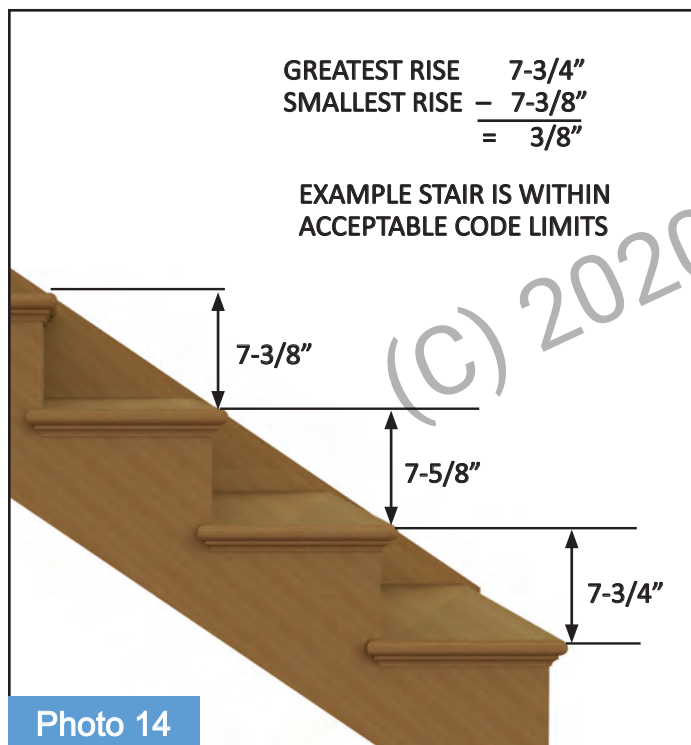 GREATEST RISE 7-3/4”
SMALLEST RISE – 7-3/8”
= 3/8”
EXAMPLE STAIR IS WITHIN
ACCEPTABLE CODE LIMITS
(C) 2020
7-3/8”
7-5/8”
7-3/4”
Photo 14